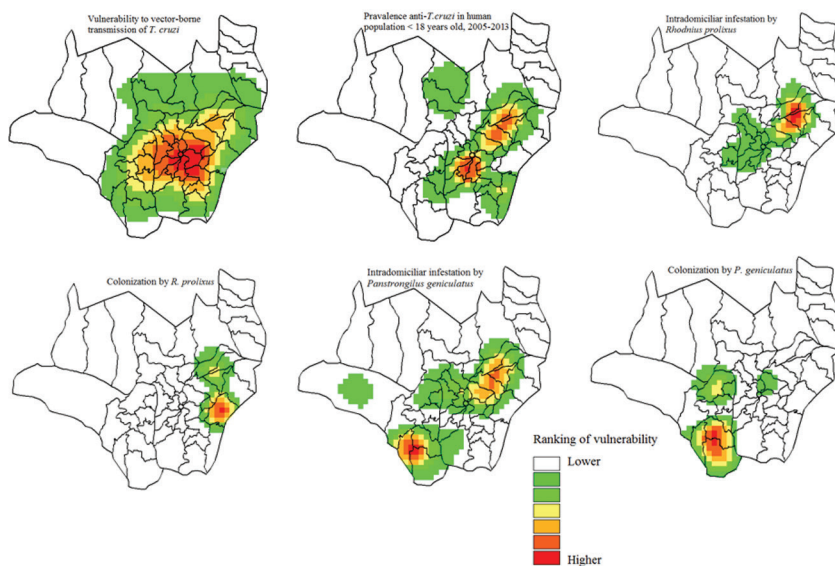 Vulnerability to vector-borne
transmission of T. cruzi
Pravalence anti-T.cruzi in human
population < 18 years old, 2005-2013
Intradomiciliar infestation by
Rhodnius prolixus
Colonization by R. prolixus
Intradomiciliar infestation by
Panstrongilus geniculatus
Colonization by P. geniculatus
Ranking of vulnerability
Lower
Higher